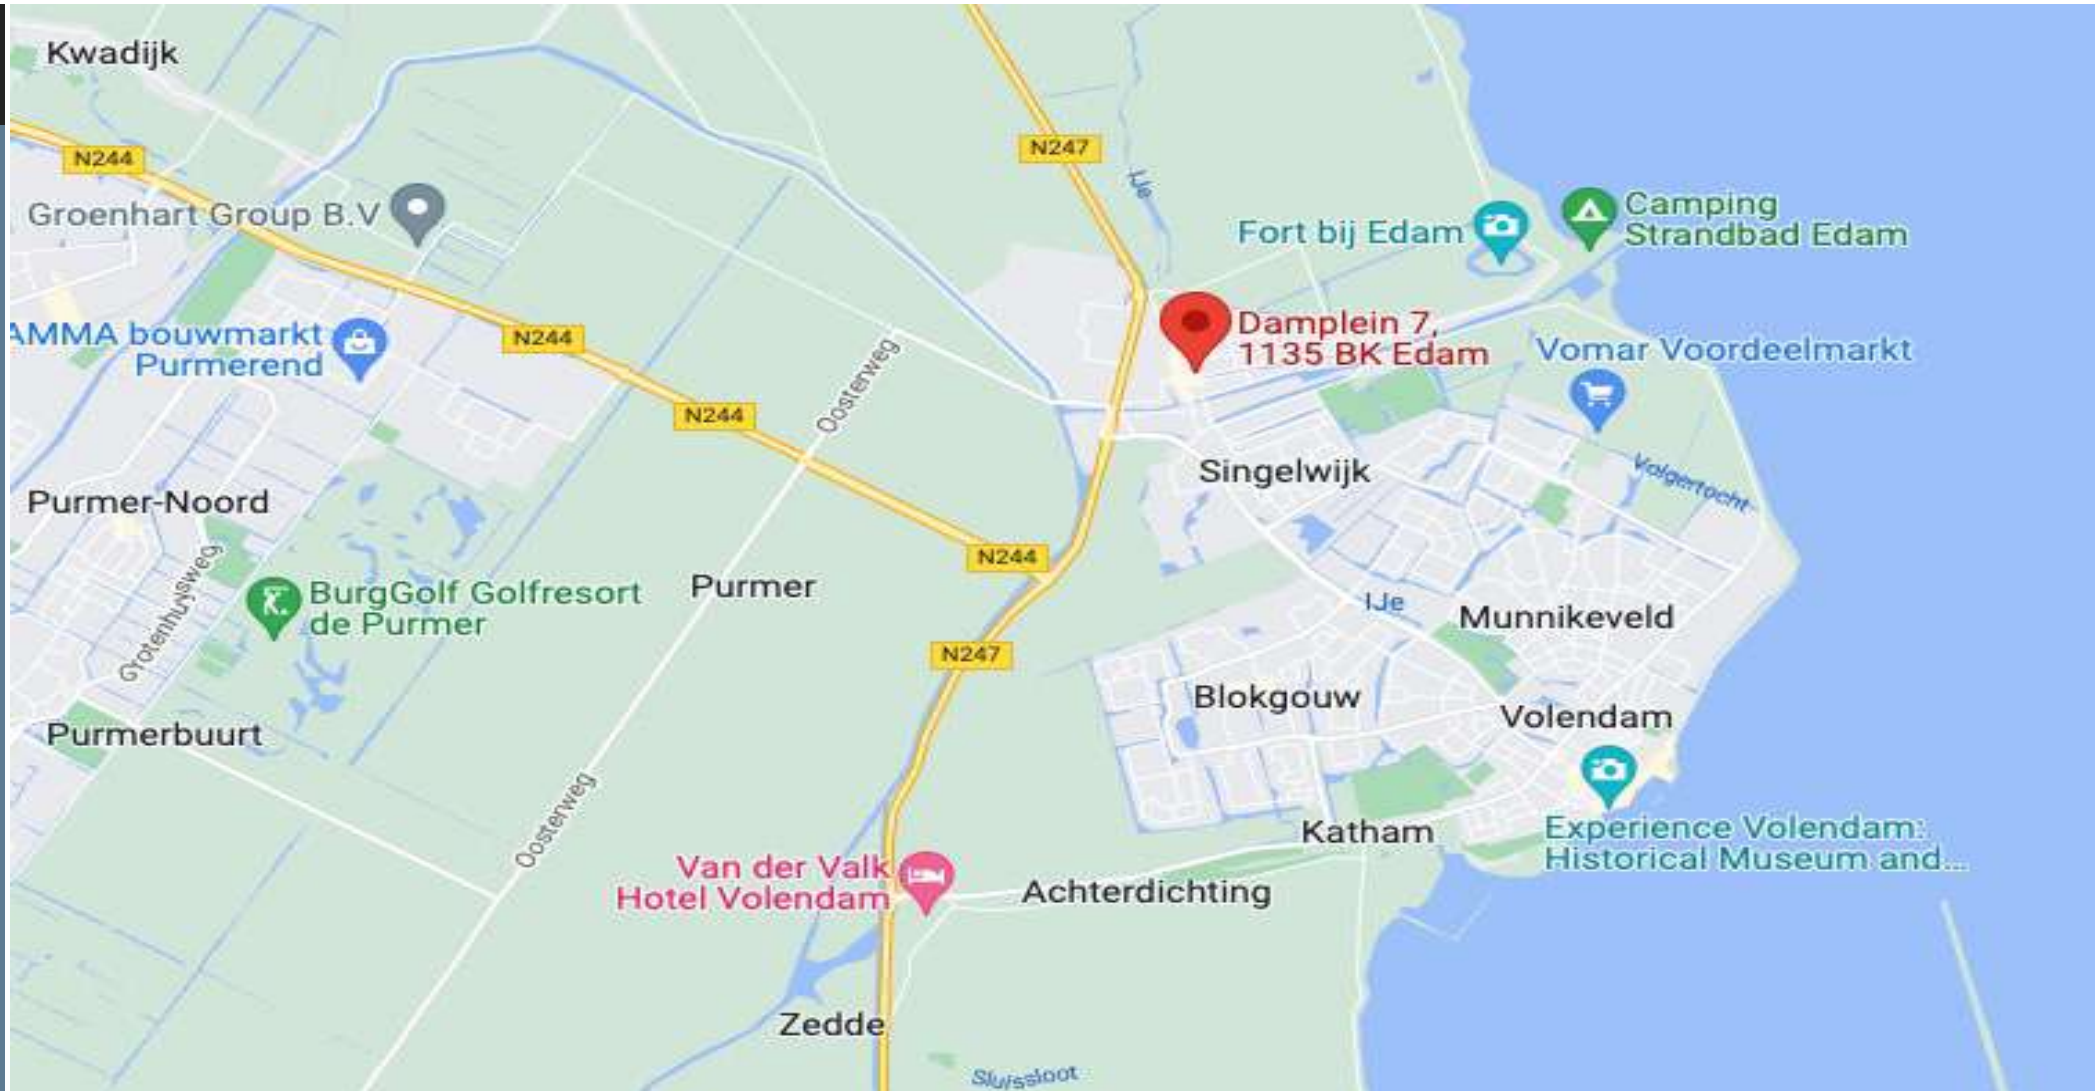 Kwadijk
N244
N247
IJe
Groenhart Group B.V
Fort bij Edam
Camping
Strandbad Edam
AMMA bouwmarkt
Purmerend
N244
Oosterweg
Damplein 7,
1135 BK Edam
Vomar Voordeelmarkt
N244
Singelwijk
Volgertocht
Purmer-Noord
N244
Grotenhuysweg
BurgGolf Golfresort
de Purmer
Purmer
IJe
Munnikeveld
N247
Blokgouw
Volendam
Purmerbuurt
Oosterweg
Katham
Experience Volendam:
Historical Museum and...
Van der Valk
Hotel Volendam
Achterdichting
Zedde
Sluissloot